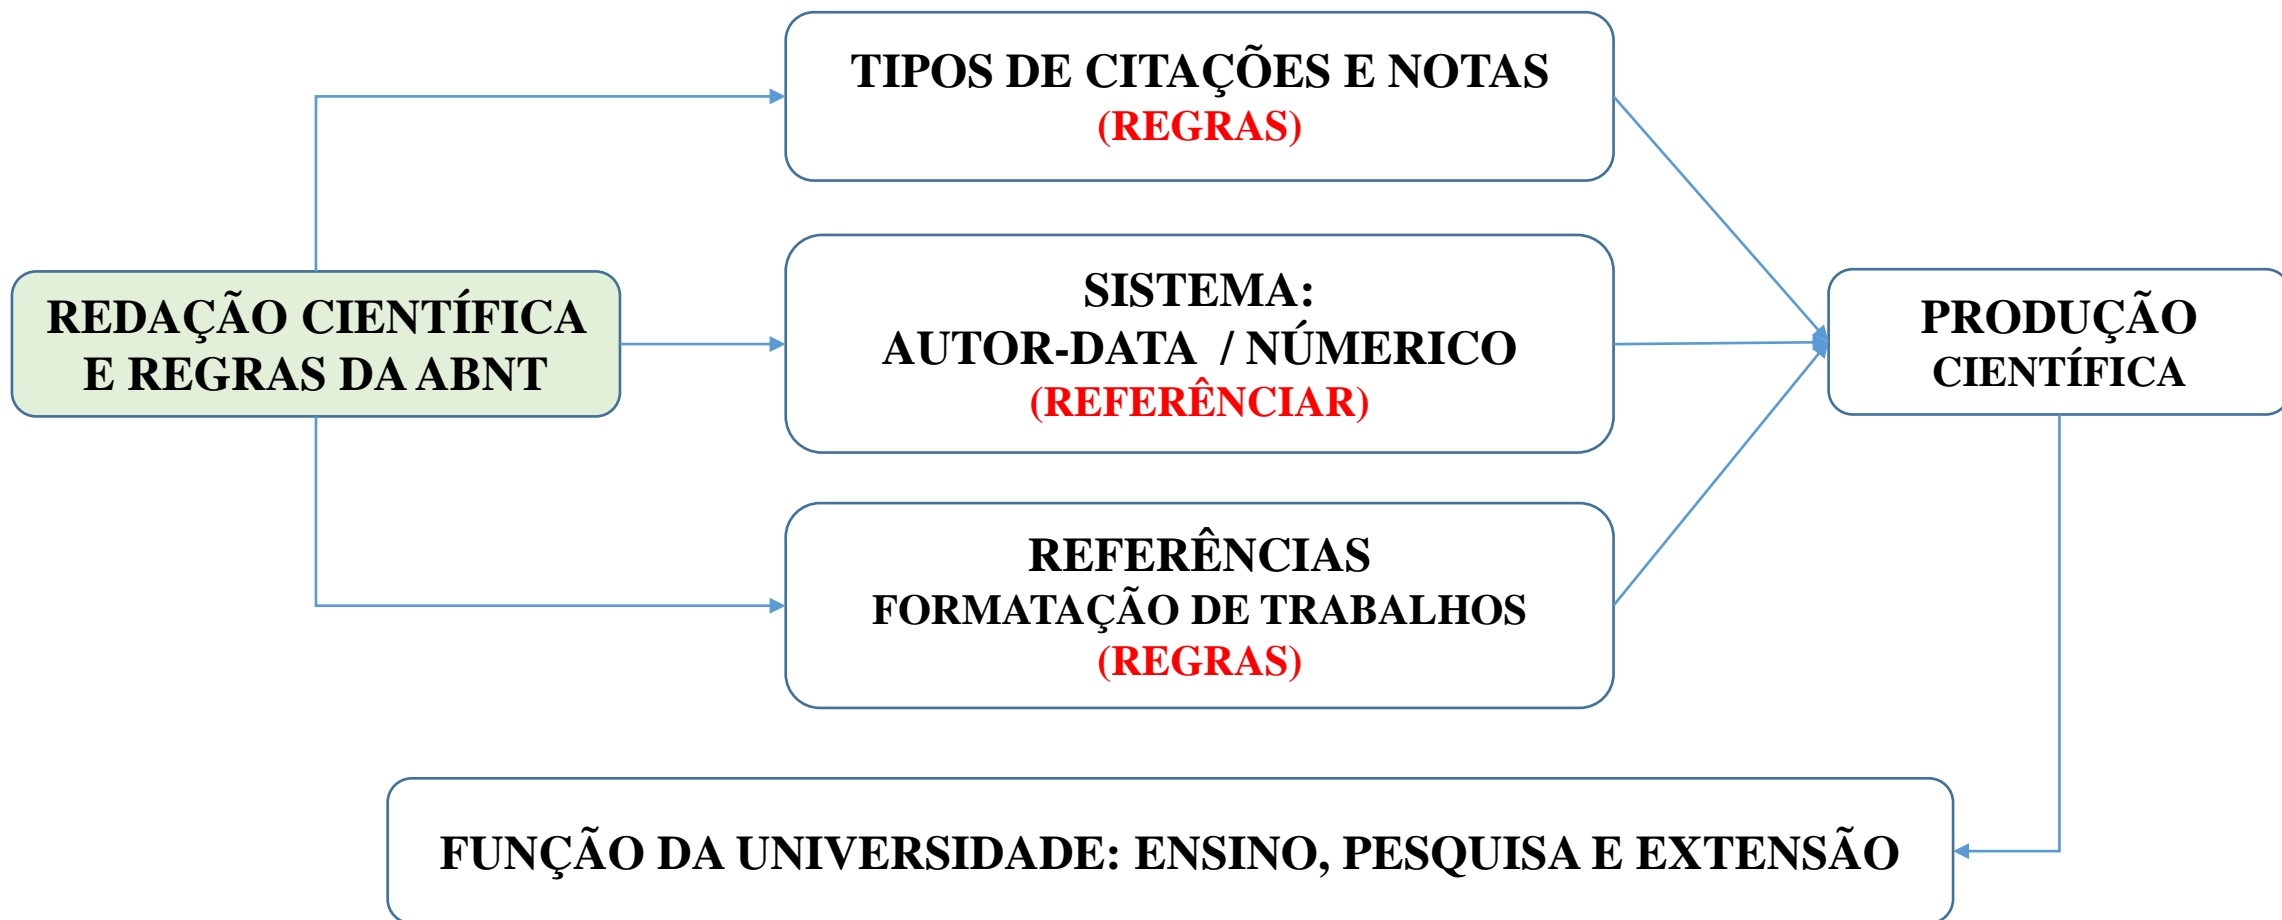 TIPOS DE CITAÇÕES E NOTAS
(REGRAS)
REDAÇÃO CIENTÍFICA
E REGRAS DA ABNT
SISTEMA:
AUTOR-DATA / NÚMERICO
(REFERÊNCIAR)
PRODUÇÃO
CIENTÍFICA
REFERÊNCIAS
FORMATAÇÃO DE TRABALHOS
(REGRAS)
FUNÇÃO DA UNIVERSIDADE: ENSINO, PESQUISA E EXTENSÃO